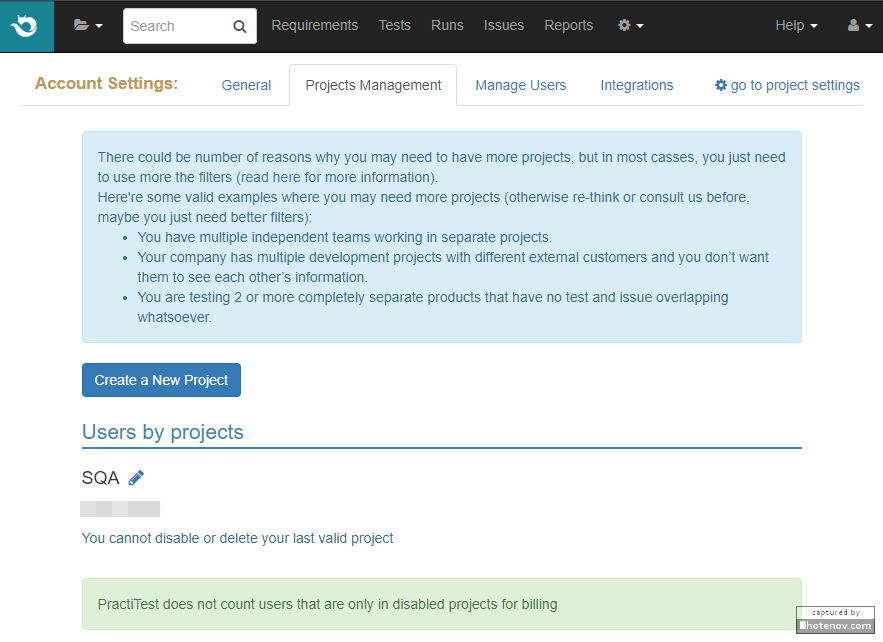 Search
Requirements
Tests
Runs
Issues
Reports
Help
Account Settings:
General
Projects Management
Manage Users
Integrations
go to project settings
There could be number of reasons why you may need to have more projects, but in most casses, you just need
to use more the filters (read here for more information).
Here're some valid examples where you may need more projects (otherwise re-think or consult us before,
maybe you just need better filters):
• You have multiple independent teams working in separate projects.
• Your company has multiple development projects with different external customers and you don’t want
them to see each other’s information.
• You are testing 2 or more completely separate products that have no test and issue overlapping
whatsoever.
Create a New Project
Users by projects
SQA
You cannot disable or delete your last valid project
PractiTest does not count users that are only in disabled projects for billing
captured by
hotenov.com